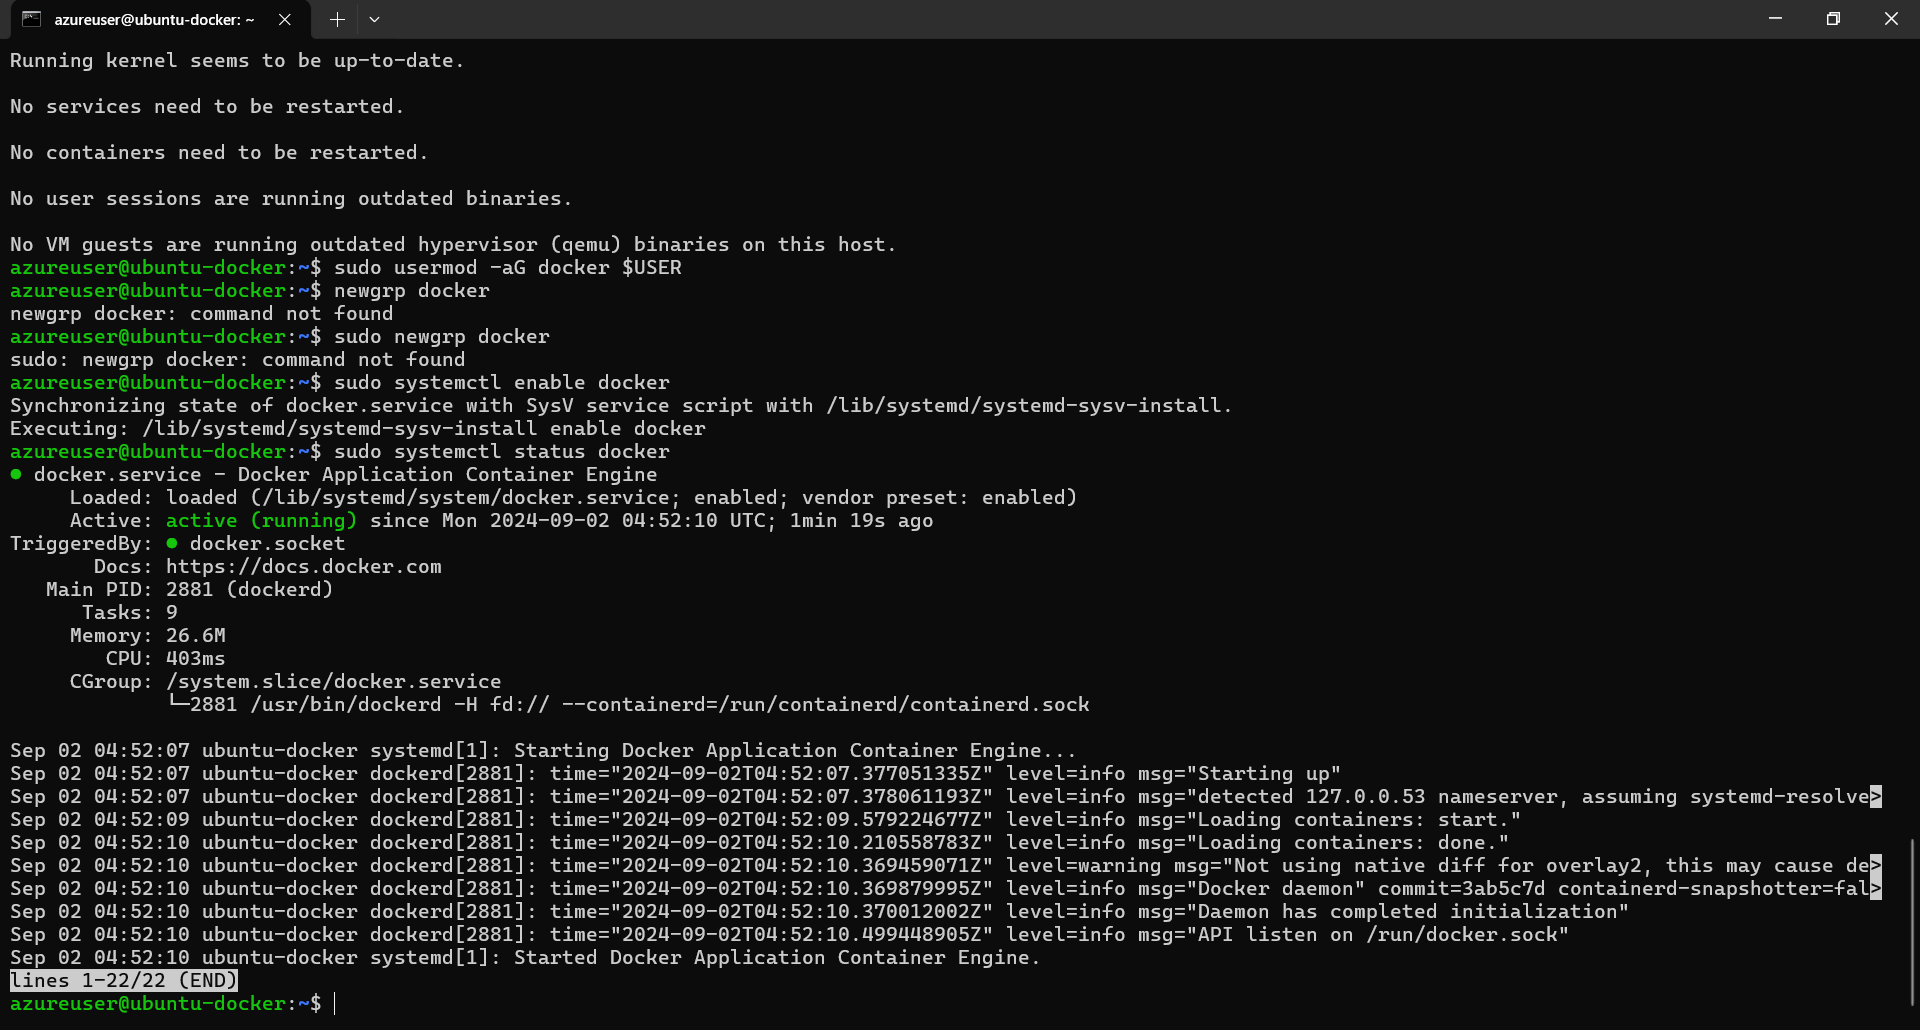 azureuser@ubuntu-docker: ~
Running kernel seems to be up-to-date.
No services need to be restarted.
No containers need to be restarted.
No user sessions are running outdated binaries.
No VM guests are running outdated hypervisor (qemu) binaries on this host.
azureuser@ubuntu-docker:~$ sudo usermod -aG docker $USER
azureuser@ubuntu-docker:~$ newgrp docker
newgrp docker: command not found
azureuser@ubuntu-docker:~$ sudo newgrp docker
sudo: newgrp docker: command not found
azureuser@ubuntu-docker:~$ sudo systemctl enable docker
Synchronizing state of docker.service with SysV service script with /lib/systemd/systemd-sysv-install.
Executing: /lib/systemd/systemd-sysv-install enable docker
azureuser@ubuntu-docker:~$ sudo systemctl status docker
● docker.service - Docker Application Container Engine
Loaded: loaded (/lib/systemd/system/docker.service; enabled; vendor preset: enabled)
Active: active (running) since Mon 2024-09-02 04:52:10 UTC; 1min 19s ago
TriggeredBy: ● docker.socket
Docs: https://docs.docker.com
Main PID: 2881 (dockerd)
Tasks: 9
Memory: 26.6M
CPU: 403ms
CGroup: /system.slice/docker.service
└─2881 /usr/bin/dockerd -H fd:// --containerd=/run/containerd/containerd.sock
Sep 02 04:52:07 ubuntu-docker systemd[1]: Starting Docker Application Container Engine...
Sep 02 04:52:07 ubuntu-docker dockerd[2881]: time="2024-09-02T04:52:07.377051335Z" level=info msg="Starting up"
Sep 02 04:52:07 ubuntu-docker dockerd[2881]: time="2024-09-02T04:52:07.378061193Z" level=info msg="detected 127.0.0.53 nameserver, assuming systemd-resolve>
Sep 02 04:52:09 ubuntu-docker dockerd[2881]: time="2024-09-02T04:52:09.579224677Z" level=info msg="Loading containers: start."
Sep 02 04:52:10 ubuntu-docker dockerd[2881]: time="2024-09-02T04:52:10.210558783Z" level=info msg="Loading containers: done."
Sep 02 04:52:10 ubuntu-docker dockerd[2881]: time="2024-09-02T04:52:10.369459071Z" level=warning msg="Not using native diff for overlay2, this may cause de>
Sep 02 04:52:10 ubuntu-docker dockerd[2881]: time="2024-09-02T04:52:10.369879995Z" level=info msg="Docker daemon" commit=3ab5c7d containerd-snapshotter=fal>
Sep 02 04:52:10 ubuntu-docker dockerd[2881]: time="2024-09-02T04:52:10.370012002Z" level=info msg="Daemon has completed initialization"
Sep 02 04:52:10 ubuntu-docker dockerd[2881]: time="2024-09-02T04:52:10.499448905Z" level=info msg="API listen on /run/docker.sock"
Sep 02 04:52:10 ubuntu-docker systemd[1]: Started Docker Application Container Engine.
lines 1-22/22 (END)
azureuser@ubuntu-docker:~$